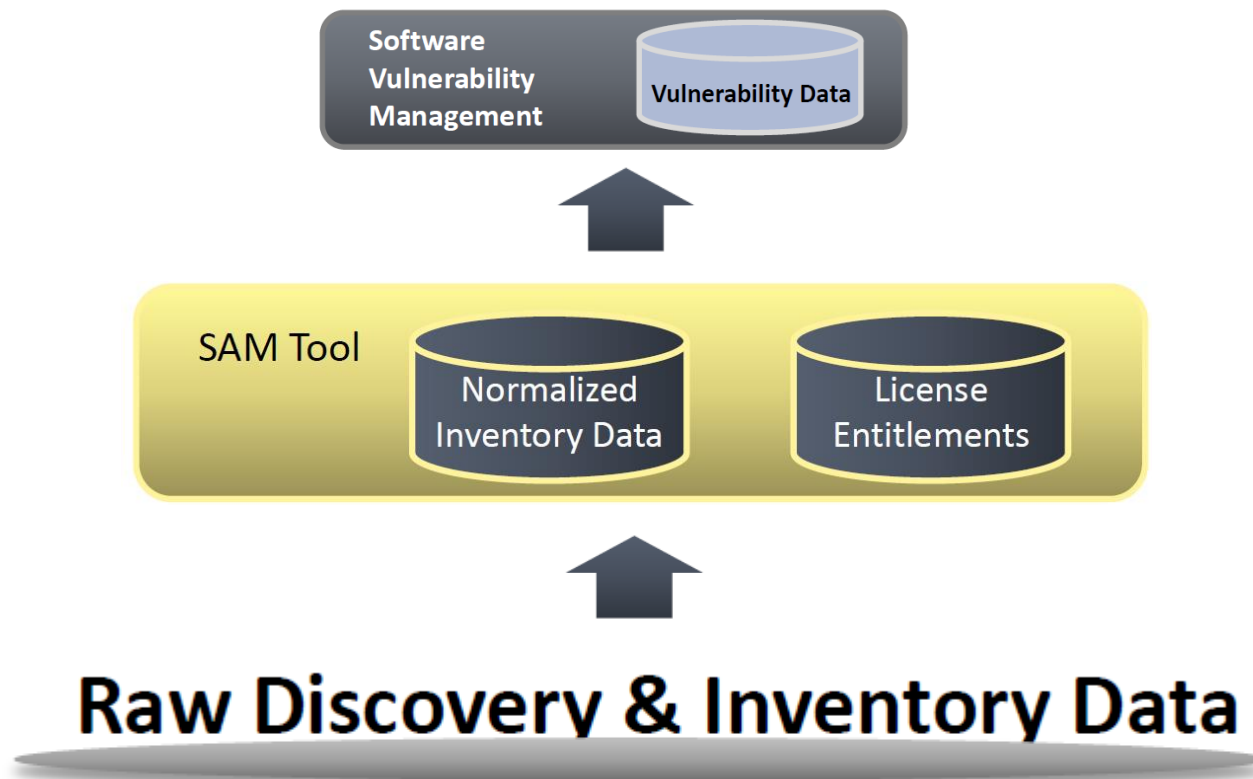 Software
Vulnerability
Management
Vulnerability Data
SAM Tool
Normalized
Inventory Data
License
Entitlements
Raw Discovery & Inventory Data